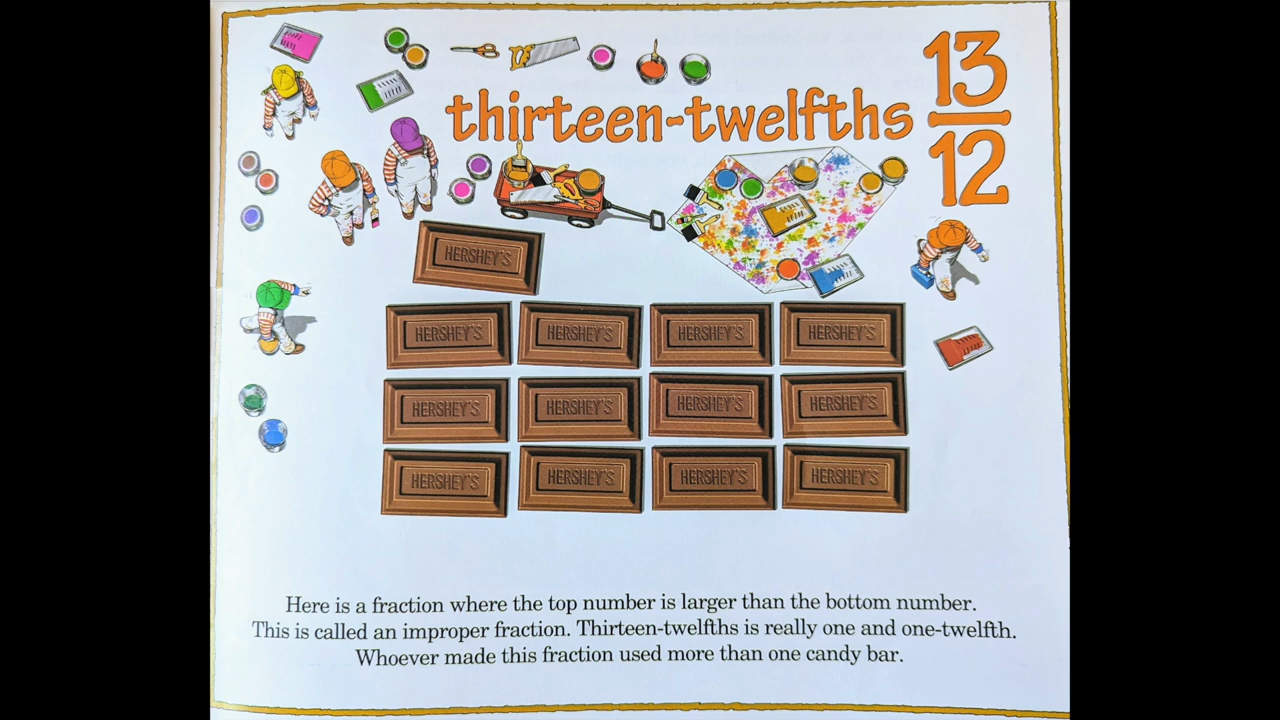 thirteen-twelfths
13
12
HERSHEY'S
HERSHEY'S HERSHEY'S HERSHEY'S HERSHEY'S
HERSHEY'S HERSHEY'S HERSHEY'S HERSHEY'S
HERSHEY'S HERSHEY'S HERSHEY'S HERSHEY'S
Here is a fraction where the top number is larger than the bottom number.
This is called an improper fraction. Thirteen-twelfths is really one and one-twelfth.
Whoever made this fraction used more than one candy bar.